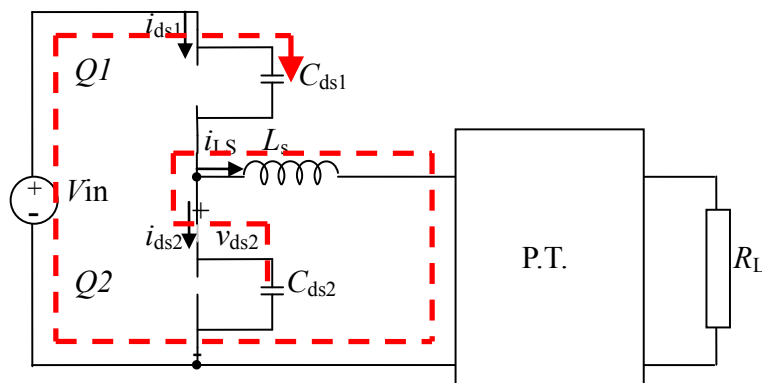 ids1
Q1
Cds1
iLS
Ls
+
-
Vin
+
ids2
vds2
P.T.
RL
Q2
Cds2
-